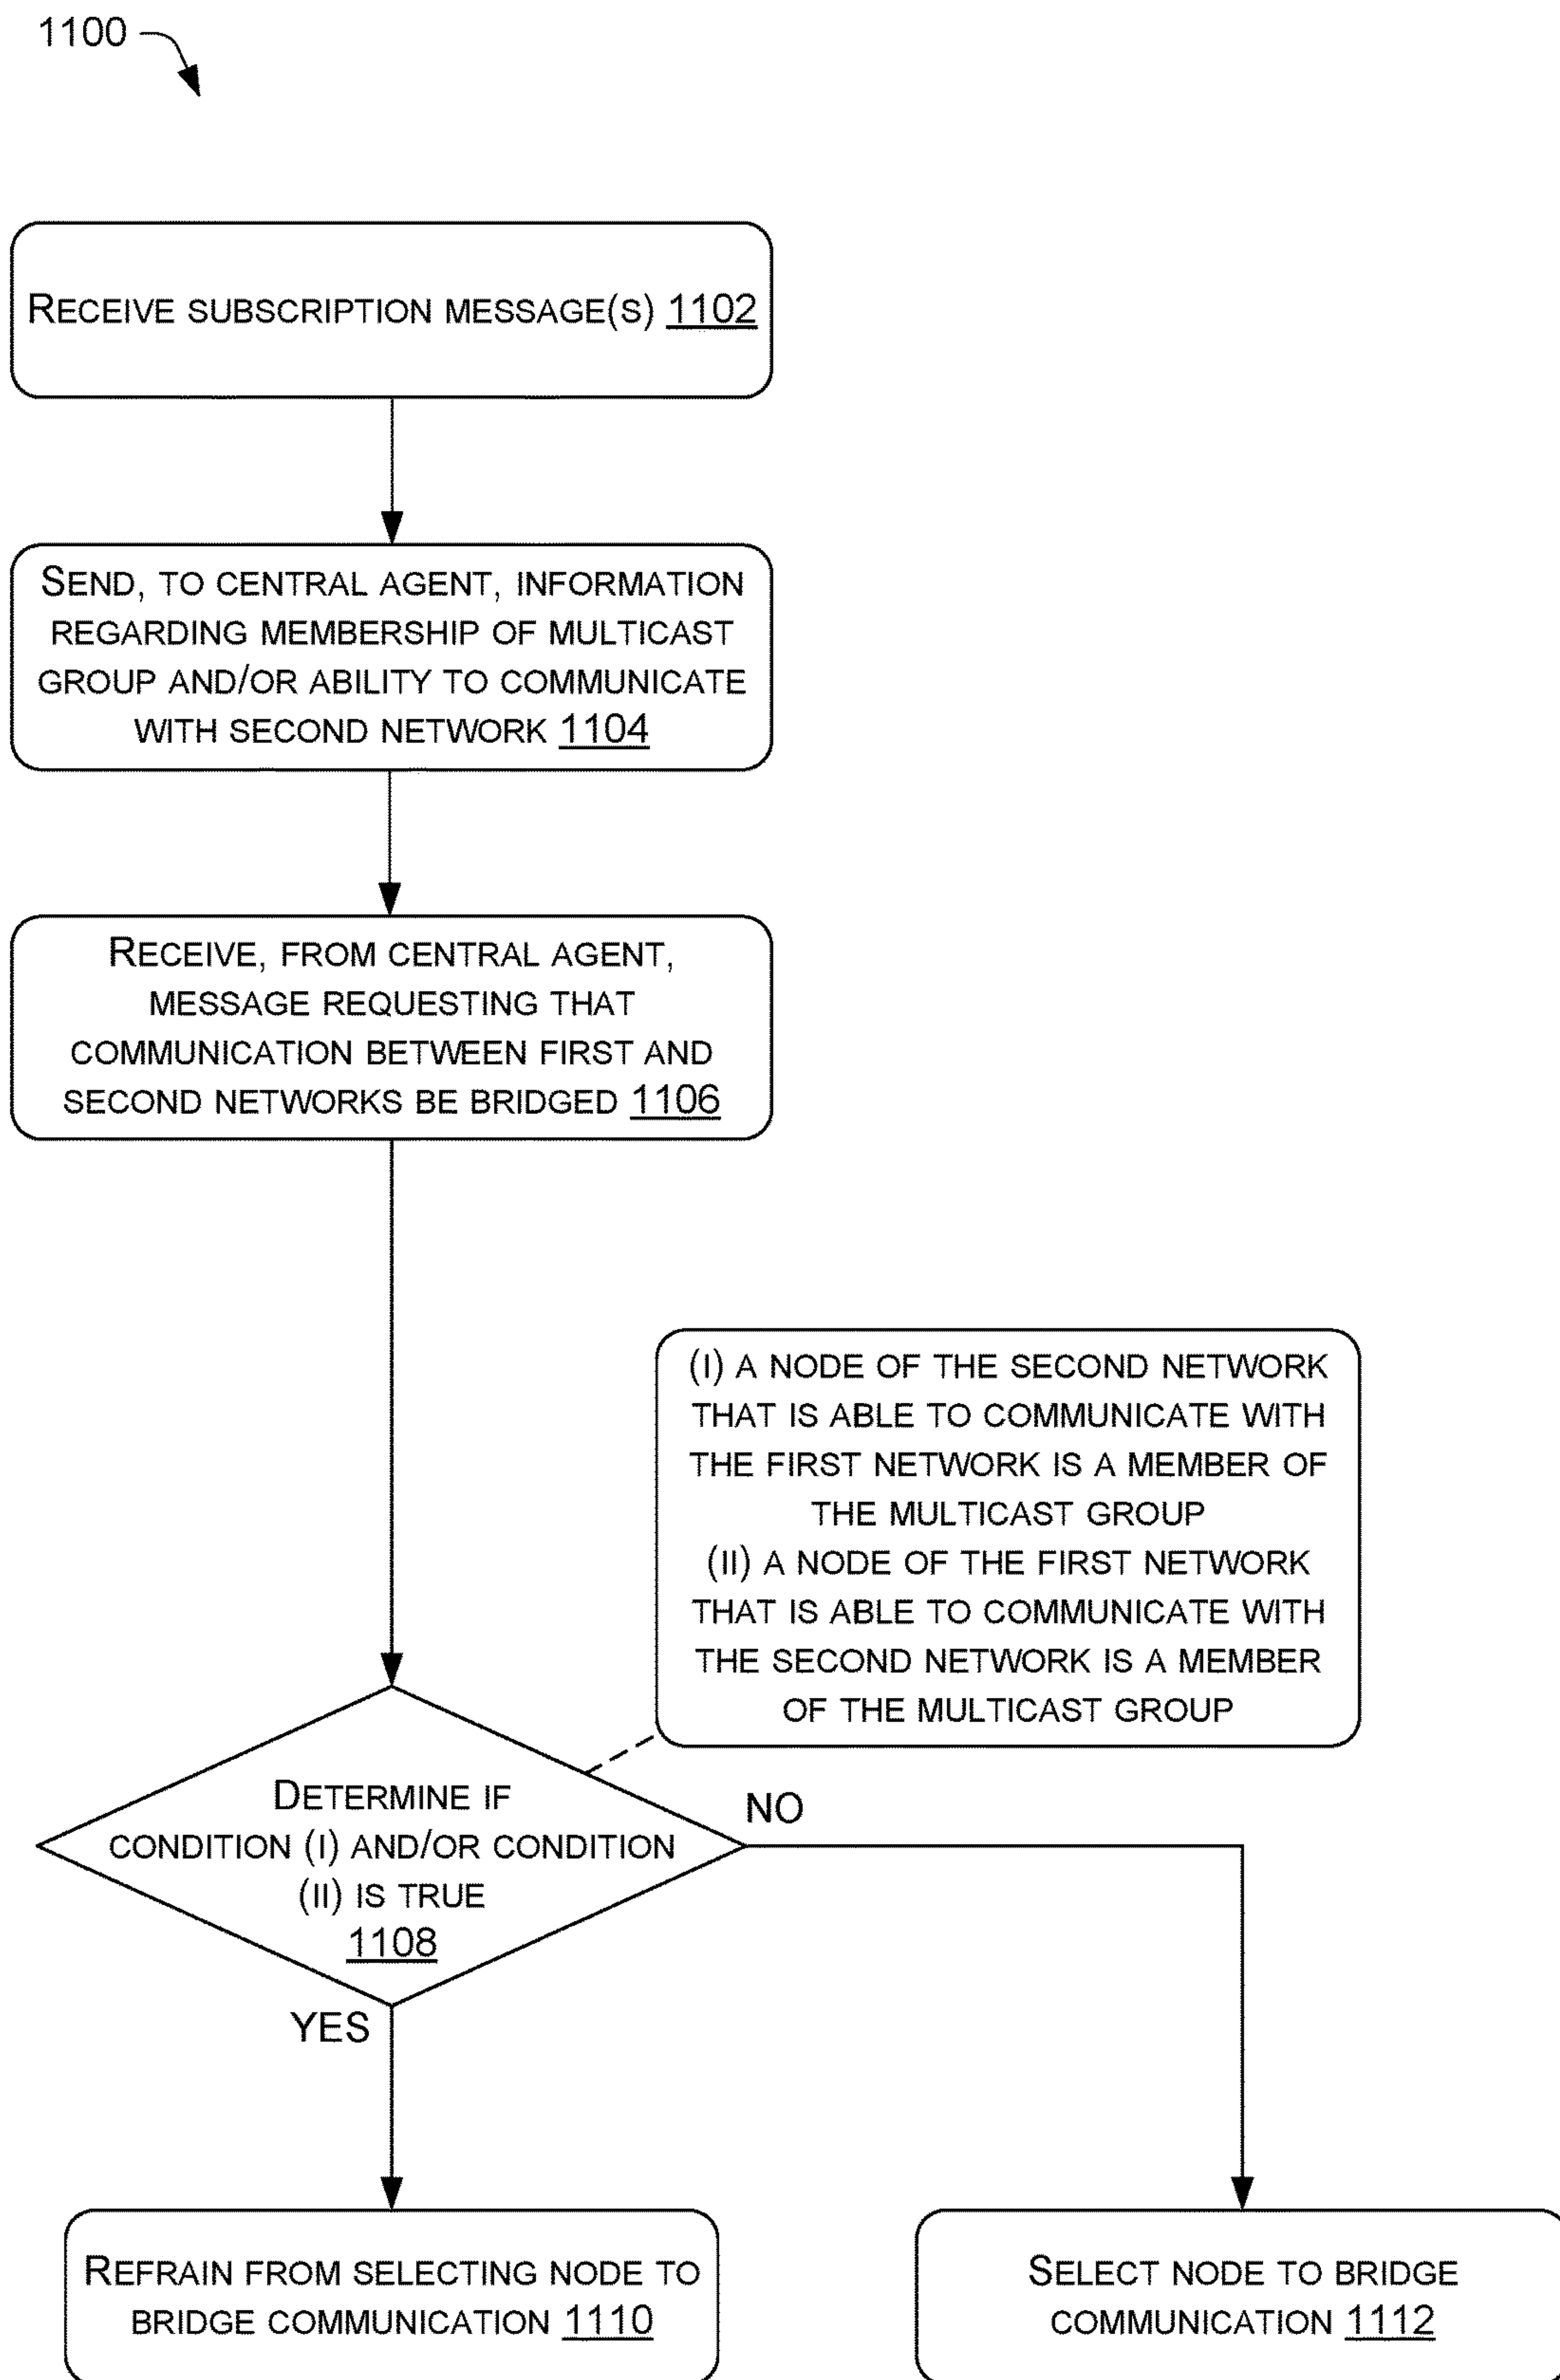 1100
RECEIVE SUBSCRIPTION MESSAGE(S) 1102
SEND, TO CENTRAL AGENT, INFORMATION
REGARDING MEMBERSHIP OF MULTICAST
GROUP AND/OR ABILITY TO COMMUNICATE
WITH SECOND NETWORK 1104
RECEIVE, FROM CENTRAL AGENT,
MESSAGE REQUESTING THAT
COMMUNICATION BETWEEN FIRST AND
SECOND NETWORKS BE BRIDGED 1106
(I) A NODE OF THE SECOND NETWORK
THAT IS ABLE TO COMMUNICATE WITH
THE FIRST NETWORK IS A MEMBER OF
THE MULTICAST GROUP
(II) A NODE OF THE FIRST NETWORK
THAT IS ABLE TO COMMUNICATE WITH
THE SECOND NETWORK IS A MEMBER
OF THE MULTICAST GROUP
DETERMINE IF
CONDITION (I) AND/OR CONDITION
(II) IS TRUE
1108
NO
YES
REFRAIN FROM SELECTING NODE TO
BRIDGE COMMUNICATION 1110
SELECT NODE TO BRIDGE
COMMUNICATION 1112